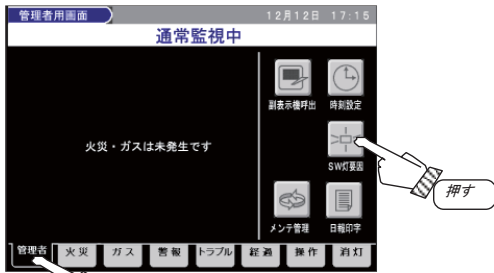 管理者用画面 12月12日 17:15
通常監視中
副表示機呼出 時刻設定
火災・ガスは未発生です
SW灯要因
押す
メンテ管理 日報印字
管理者 火災 ガス 警報 トラブル 経過 操作 消灯